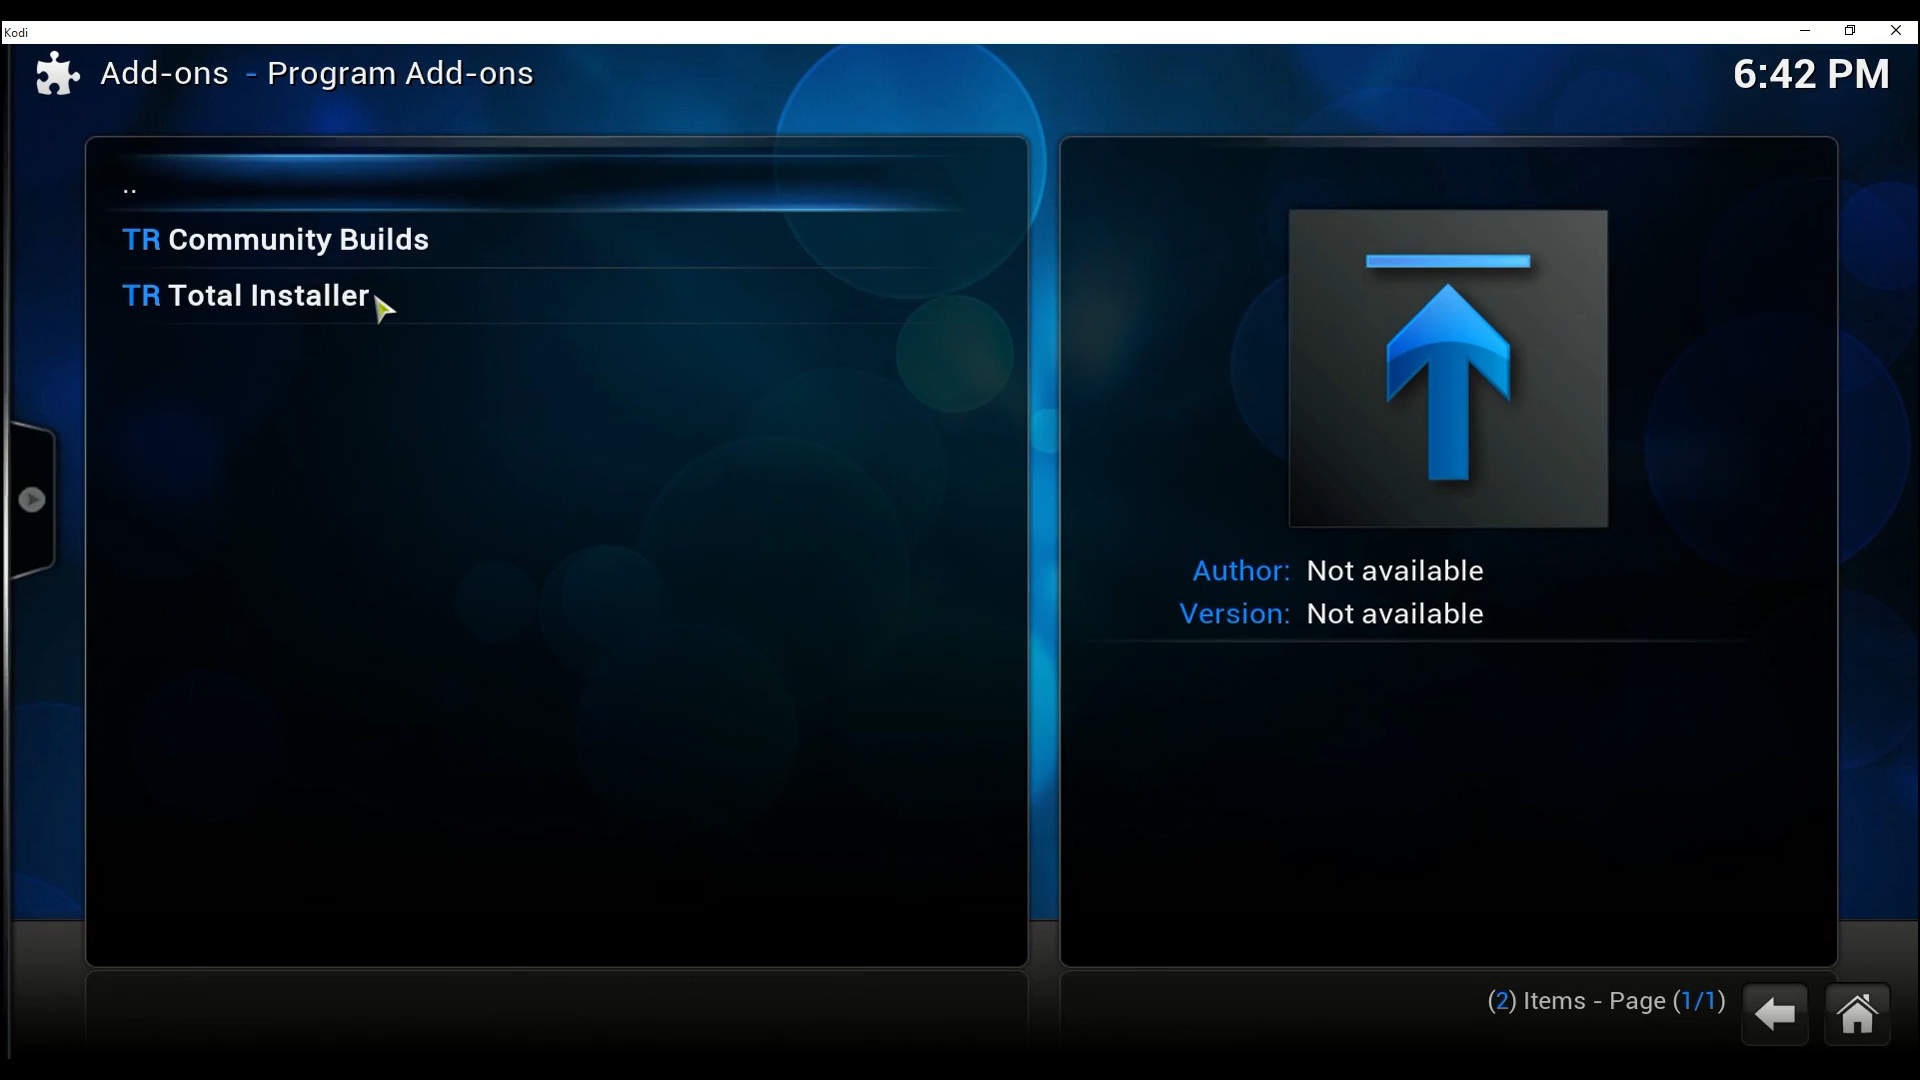 Kodi
Add-ons - Program Add-ons
6:42 PM
..
TR Community Builds
TR Total Installer
Author: Not available
Version: Not available
(2) Items - Page (1/1)